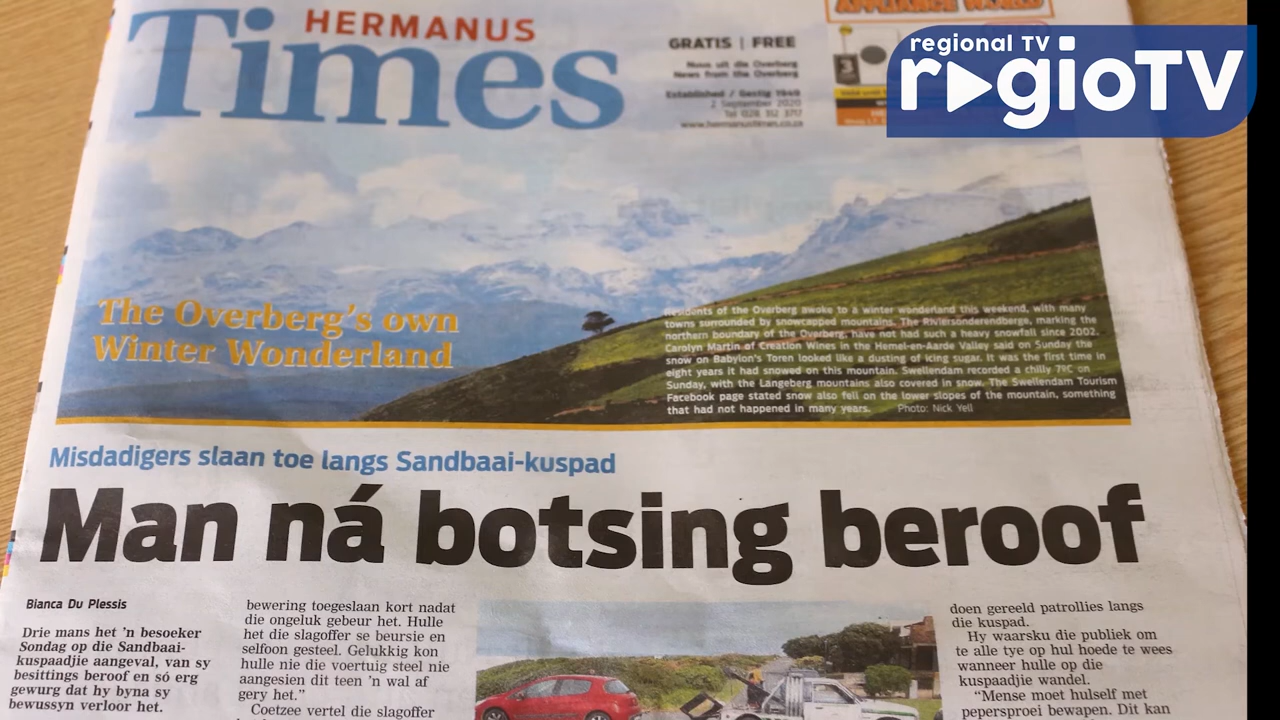 APPLIANCE WORLD
regional TV
regioTV
HERMANUS
Times
GRATIS | FREE
Nuus uit die Overberg
News from the Overberg
Established / Gestig 1949
2 September 2020
Tel 028 312 3717
www.hermanustimes.co.za
3
The Overberg's own
Winter Wonderland
Residents of the Overberg awoke to a winter wonderland this weekend, with many
towns surrounded by snowcapped mountains. The Riviersonderendberge, marking the
northern boundary of the Overberg, have not had such a heavy snowfall since 2002.
Carolyn Martin of Creation Wines in the Hemel-en-Aarde Valley said on Sunday the
snow on Babylon's Toren looked like a dusting of icing sugar. It was the first time in
eight years it had snowed on this mountain. Swellendam recorded a chilly on
Sunday, with the Langeberg mountains also covered in snow. The Swellendam Tourism
Facebook page stated snow also fell on the lower slopes of the mountain, something
that had not happened in many years. Photo: Nick Yell
Misdadigers slaan toe langs Sandbaai-kuspad
Man ná botsing beroof
Bianca Du Plessis
Drie mans het 'n besoeker
Sondag op die Sandbaai-
kuspaadjie aangeval, van sy
besittings beroof en só erg
gewurg dat hy byna sy
bewussyn verloor het.
bewering toegeslaan kort nadat
die ongeluk gebeur het. Hulle
het die slagoffer se beursie en
selfoon gesteel. Gelukkig kon
hulle nie die voertuig steel nie
aangesien dit teen 'n wal af
gery het."
Coetzee vertel die slagoffer
doen gereeld patrollies langs
die kuspad.
Hy waarsku die publiek om
te alle tye op hul hoede te wees
wanneer hulle op die
kuspaadjie wandel.
"Mense moet hulself met
pepersproei bewapen. Dit kan